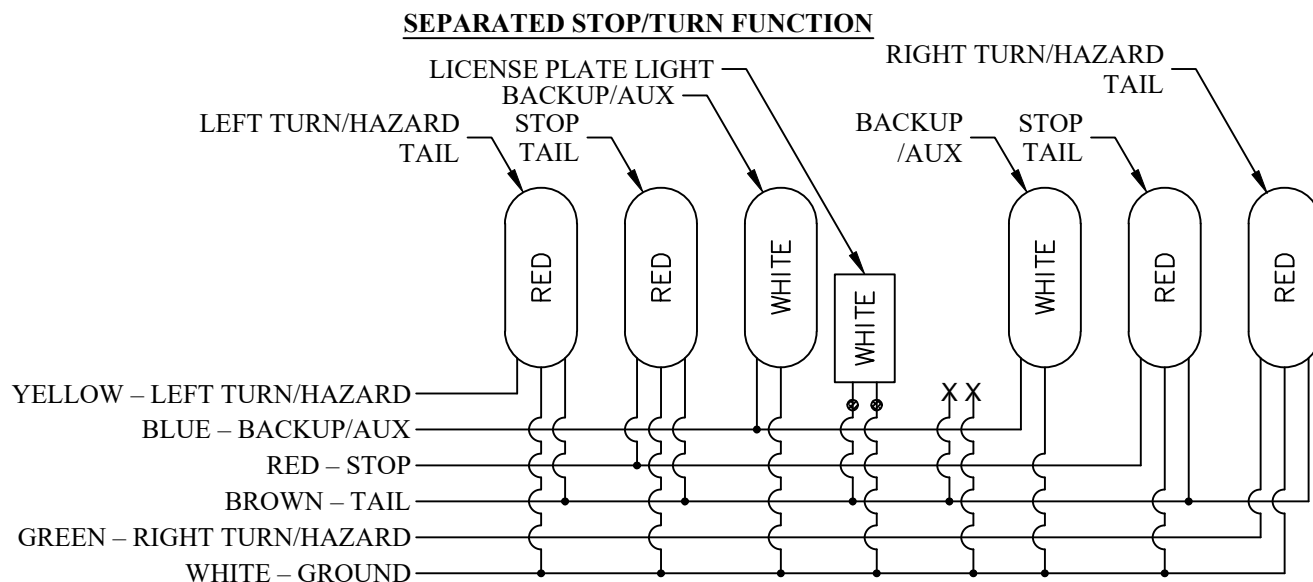 SEPARATED STOP/TURN FUNCTION
RIGHT TURN/HAZARD
TAIL
LICENSE PLATE LIGHT
BACKUP/AUX
LEFT TURN/HAZARD
TAIL
STOP
TAIL
BACKUP
/AUX
STOP
TAIL
RED
RED
WHITE
WHITE
WHITE
RED
RED
X X
YELLOW – LEFT TURN/HAZARD
BLUE – BACKUP/AUX
RED – STOP
BROWN – TAIL
GREEN – RIGHT TURN/HAZARD
WHITE – GROUND